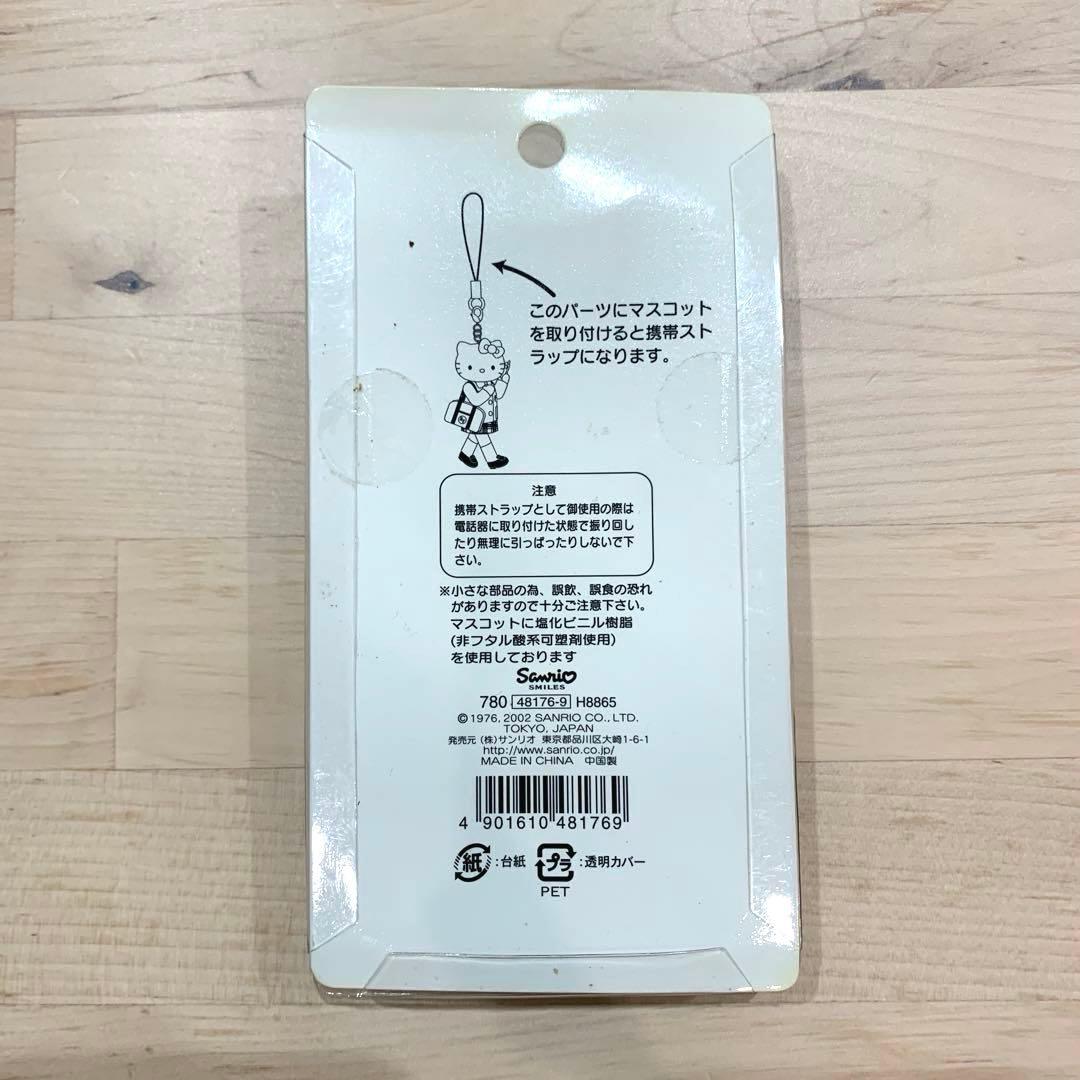 このパーツにマスコット
を取り付けると携帯スト
ラップになります。
注意
携帯ストラップとして御使用の際は
電話器に取り付けた状態で振り回し
たり無理に引っぱったりしないで下
さい。
※小さな部品の為、誤飲、誤食の恐れ
がありますので十分ご注意下さい。
マスコットに塩化ビニル樹脂
(非フタル酸系可塑剤使用)
を使用しております
Sanrio
SMILES
780 48176-9 H8865
© 1976, 2002 SANRIO CO., LTD.
TOKYO, JAPAN
発売元 (株)サンリオ 東京都品川区大崎1-6-1
http://www.sanrio.co.jp/
MADE IN CHINA 中国製
4 901610 481769
紙:台紙 プラ:透明カバー
PET